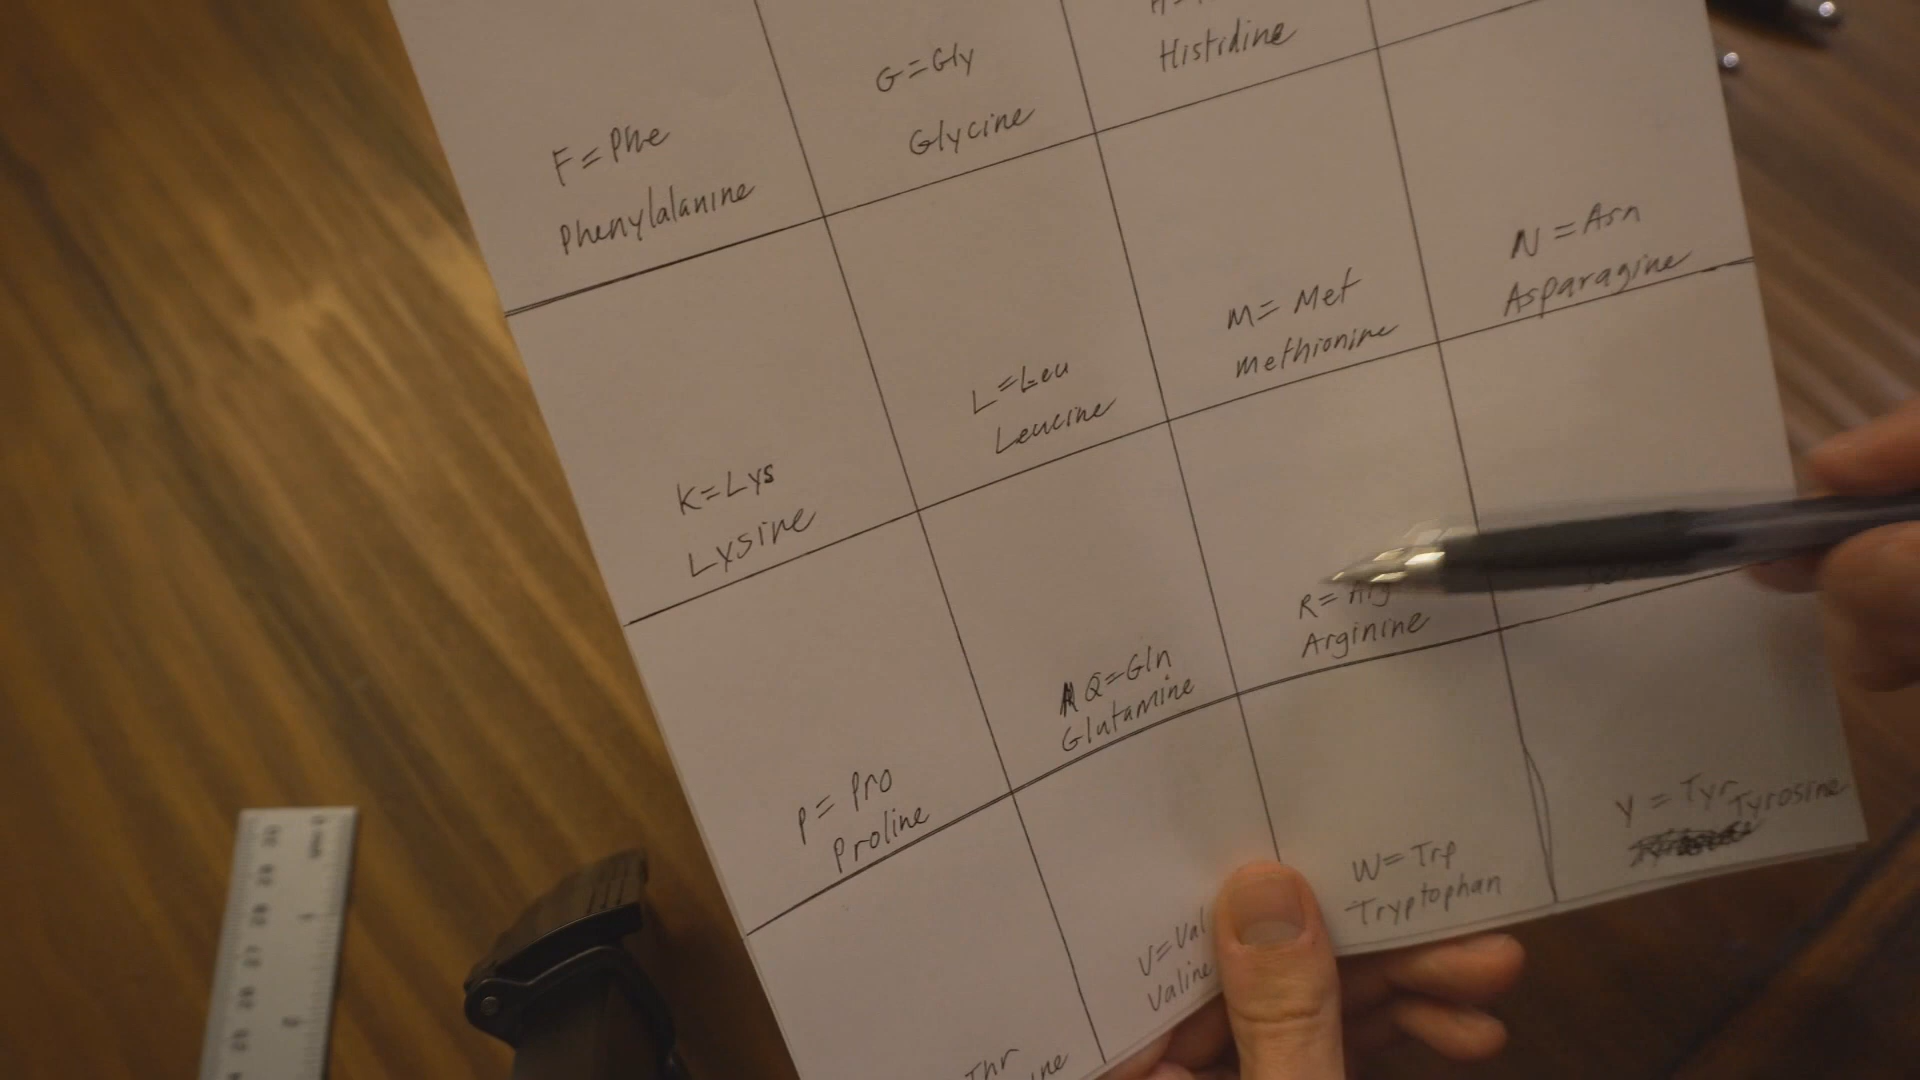 G=Gly
Glycine
Histidine
F=Phe
Phenylalanine
K=Lys
Lysine
L=Leu
Leucine
M=Met
Methionine
N=Asn
Asparagine
P=Pro
Proline
Q=Gln
Glutamine
R=Arg
Arginine
Thr
V=Val
Valine
W=Trp
Tryptophan
Y=Tyr
Tyrosine